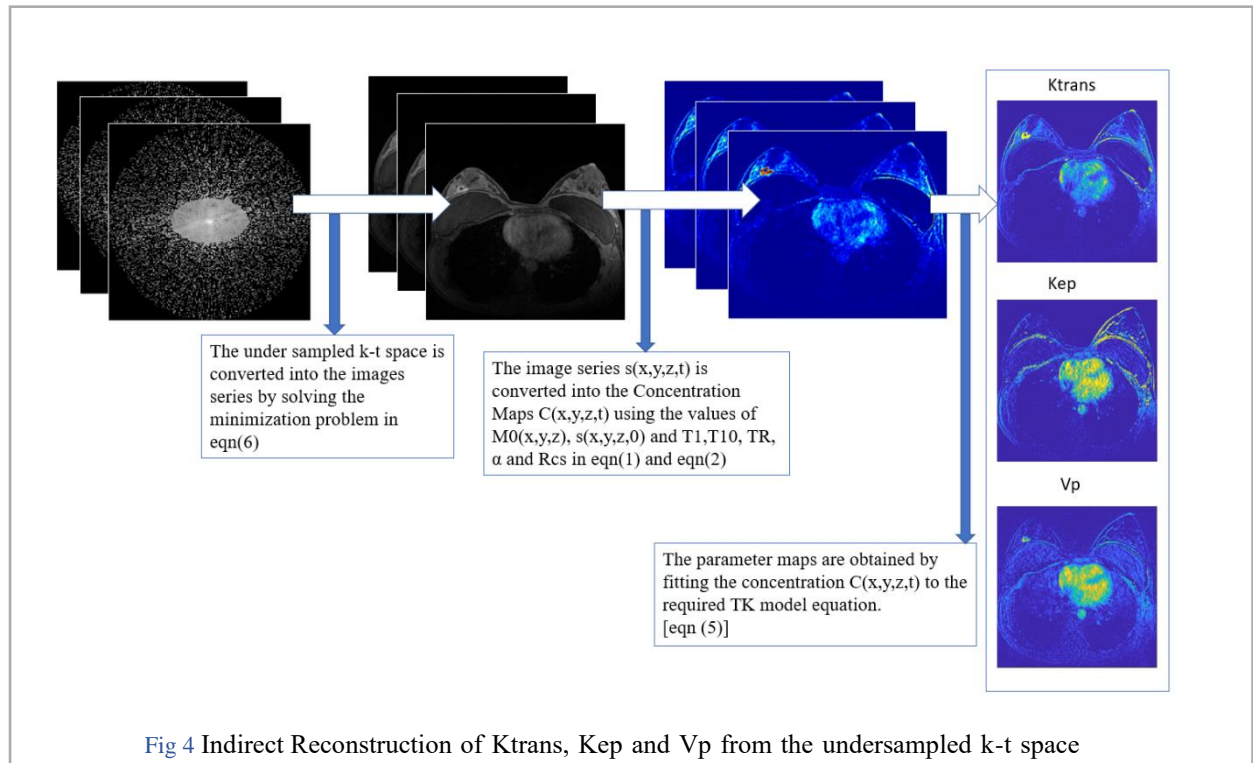 Ktrans
Kep
Vp
The under sampled k-t space is
converted into the images
series by solving the
minimization problem in
eqn(6)
The image series s(x,y,z,t) is
converted into the Concentration
Maps C(x,y,z,t) using the values of
M0(x,y,z), s(x,y,z,0) and T1,T10, TR,
α and Rcs in eqn(1) and eqn(2)
The parameter maps are obtained by
fitting the concentration C(x,y,z,t) to the
required TK model equation.
[eqn (5)]
Fig 4 Indirect Reconstruction of Ktrans, Kep and Vp from the undersampled k-t space